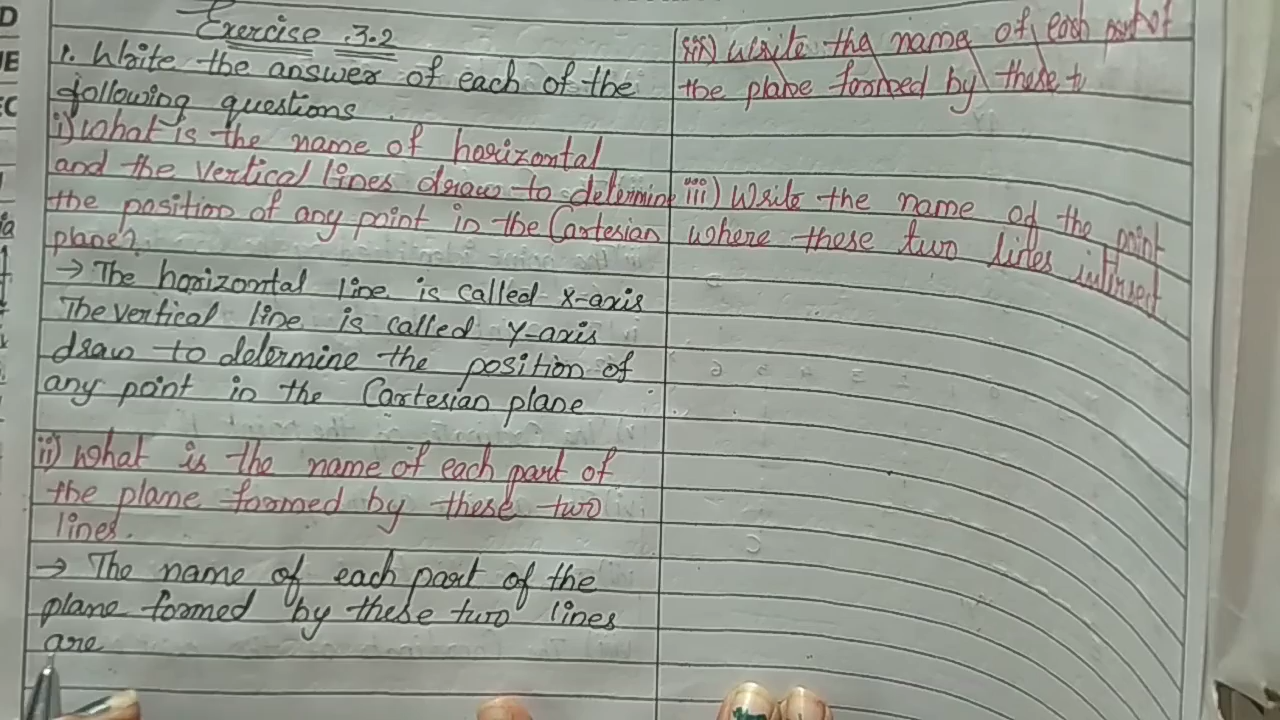 Exercise 3.2
1. Write the answer of each of the
following questions.
i) what is the name of horizontal
and the vertical lines draw to determine
the position of any point in the Cartesian
plane?
→ The horizontal line is called x-axis
The vertical line is called y-axis
draw to determine the position of
any point in the Cartesian plane
ii) what is the name of each part of
the plane formed by these two
lines.
→ The name of each part of the
plane formed by these two lines
are
iii) Write the name of each part of
the plane formed by these t
iii) Write the name of the point
where these two lines intersect